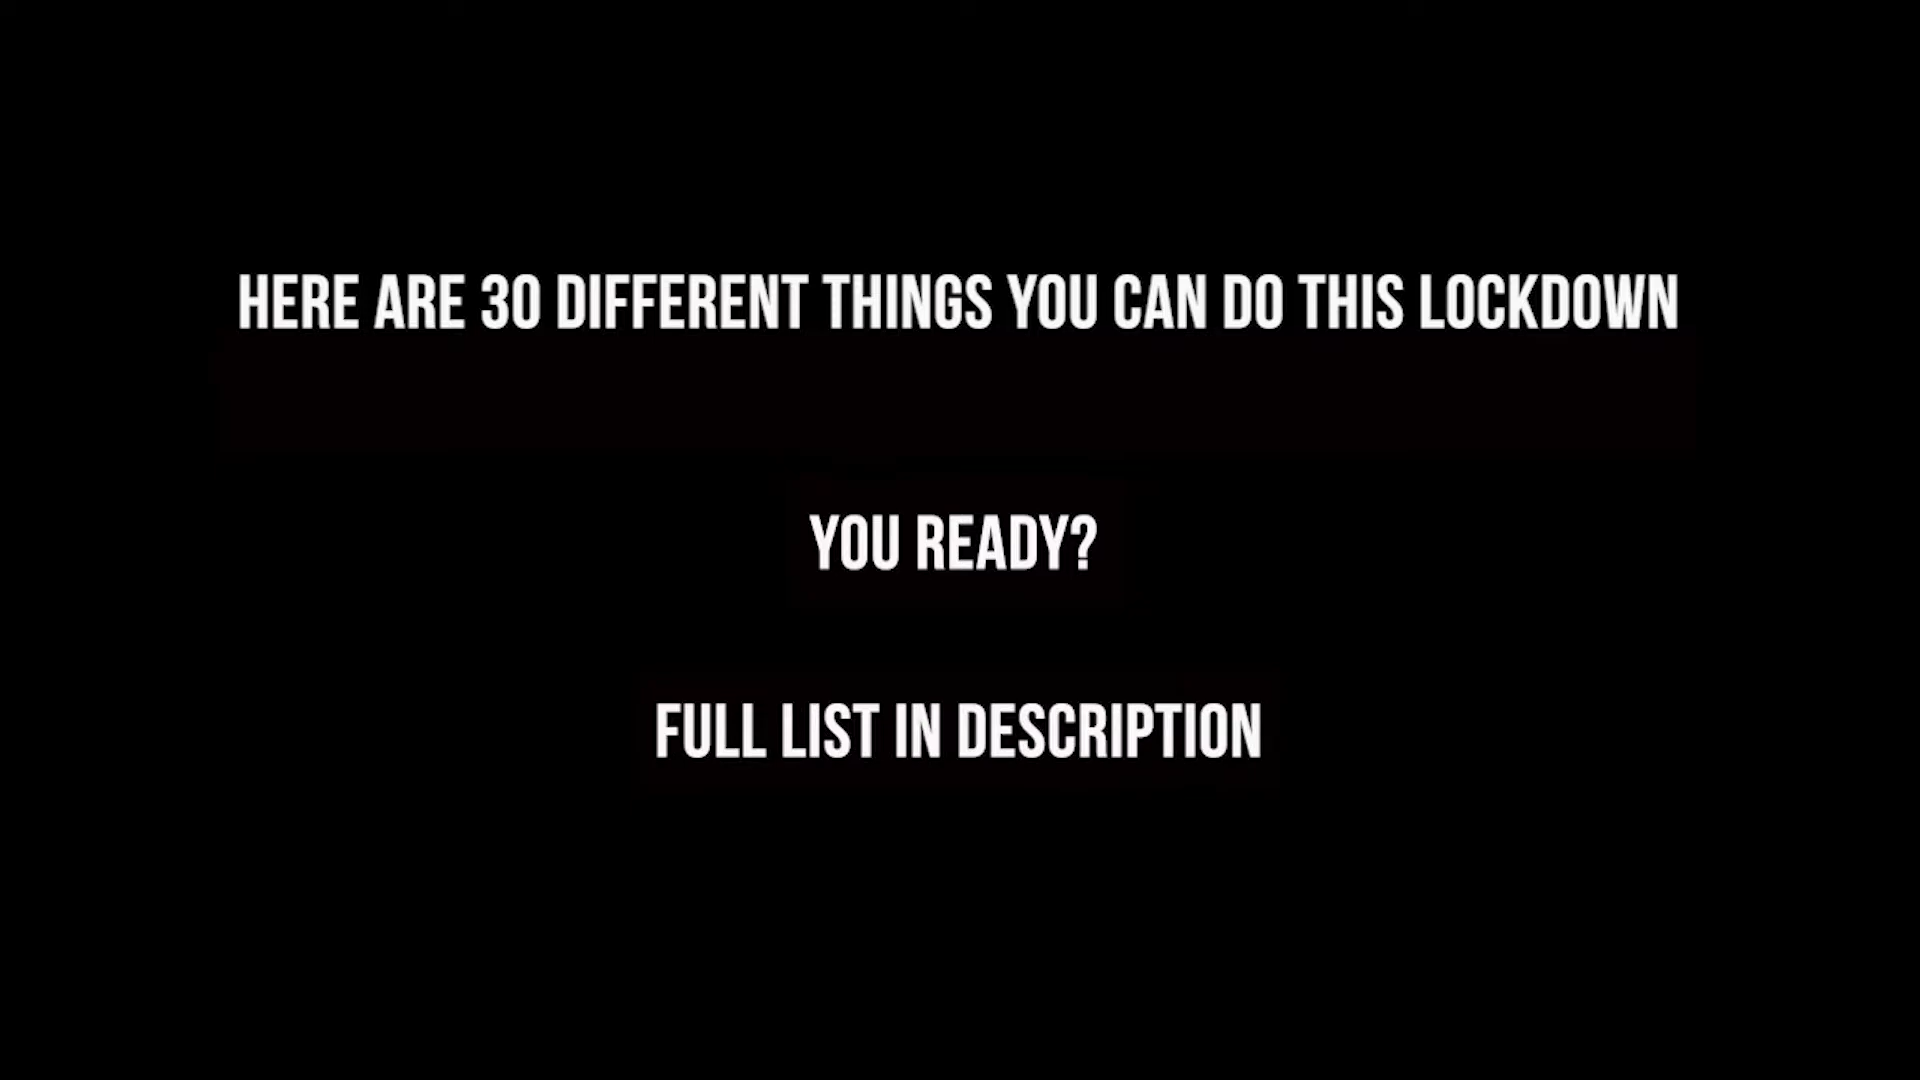 HERE ARE 30 DIFFERENT THINGS YOU CAN DO THIS LOCKDOWN
YOU READY?
FULL LIST IN DESCRIPTION